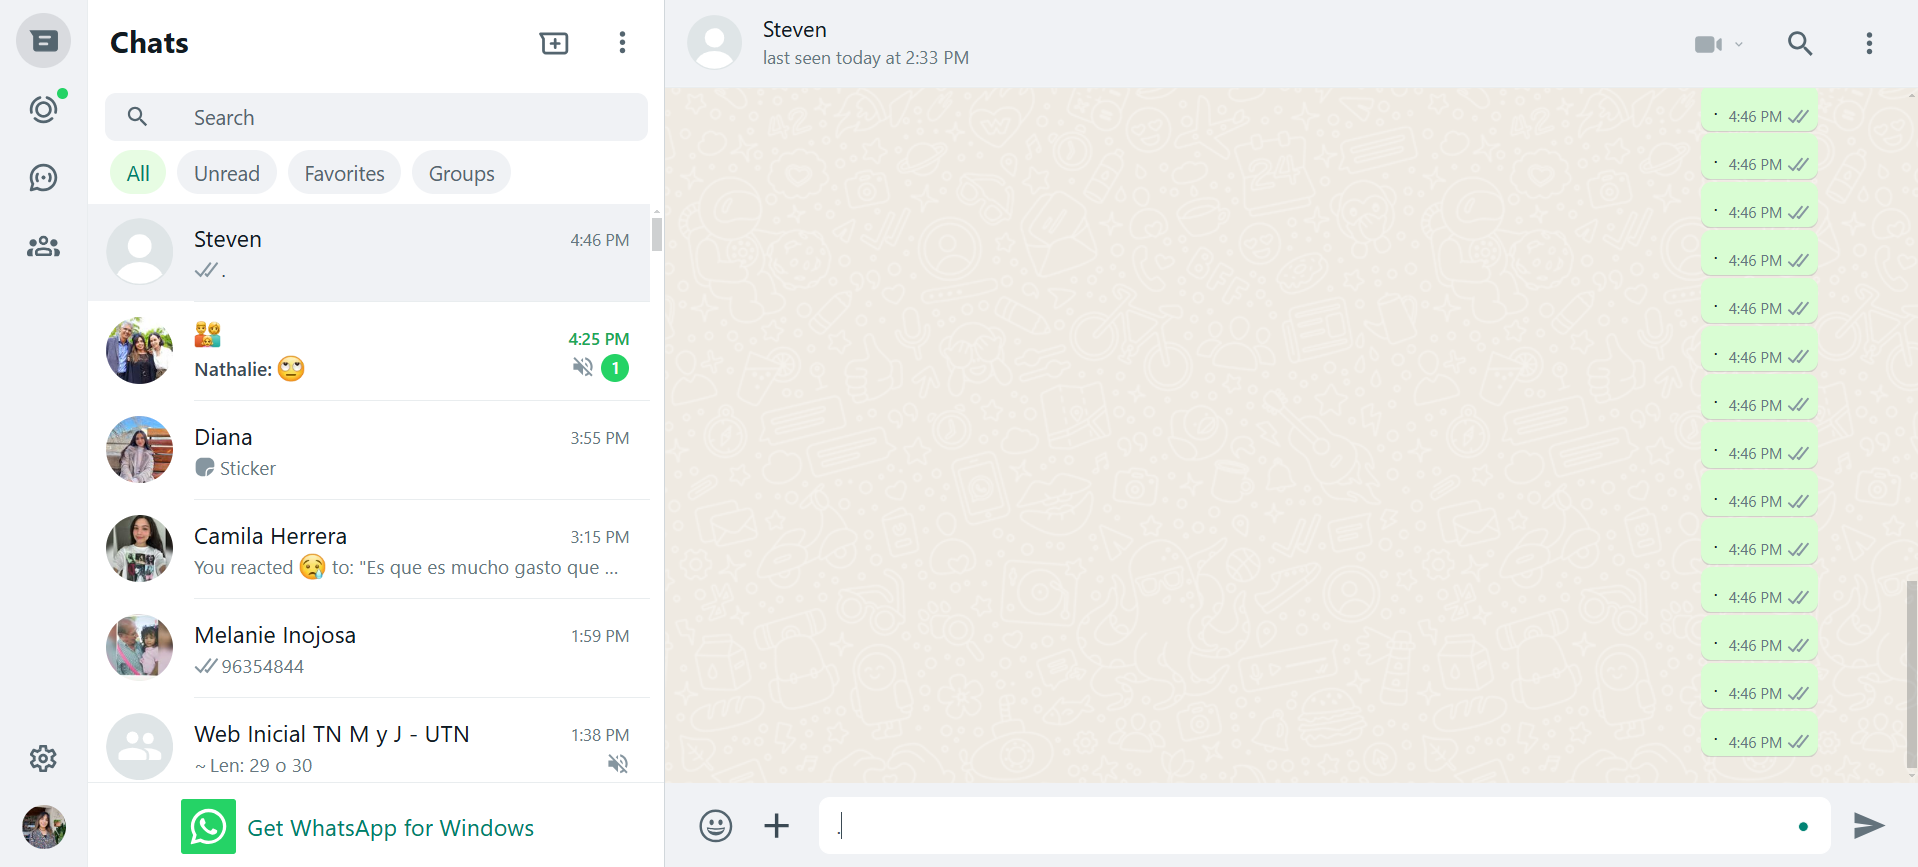 Chats
Search
All
Unread
Favorites
Groups
Steven
4:46 PM
.
4:25 PM
Nathalie: 🙄
1
Diana
3:55 PM
Sticker
Camila Herrera
3:15 PM
You reacted 😢 to: "Es que es mucho gasto que ...
Melanie Inojosa
1:59 PM
96354844
Web Inicial TN M y J - UTN
1:38 PM
~ Len: 29 o 30
Get WhatsApp for Windows
Steven
last seen today at 2:33 PM
. 4:46 PM
. 4:46 PM
. 4:46 PM
. 4:46 PM
. 4:46 PM
. 4:46 PM
. 4:46 PM
. 4:46 PM
. 4:46 PM
. 4:46 PM
. 4:46 PM
. 4:46 PM
. 4:46 PM
. 4:46 PM
.